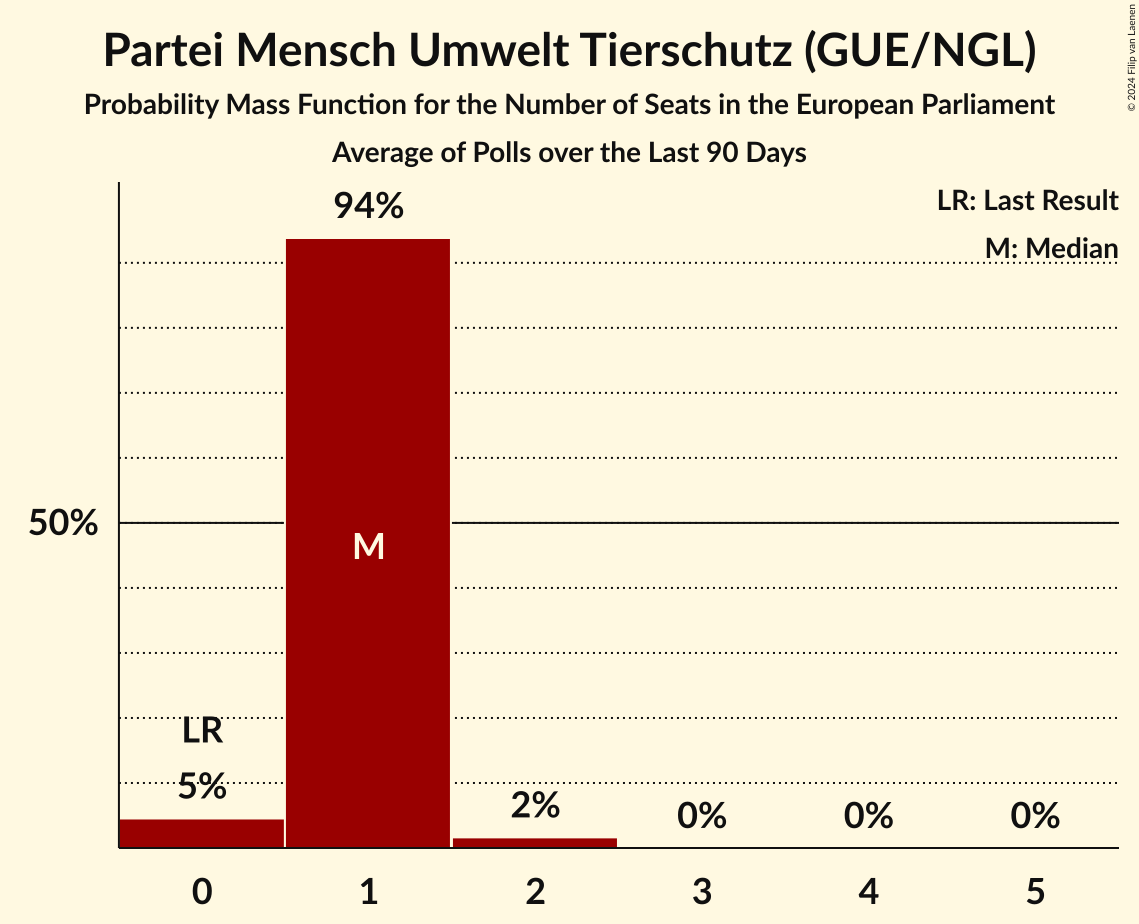 Partei Mensch Umwelt Tierschutz (GUE/NGL)
Probability Mass Function for the Number of Seats in the European Parliament
Average of Polls over the Last 90 Days
© 2024 Filip van Laenen
LR: Last Result
M: Median
94%
50%
M
LR
5%
2%
0%
0%
0%
0
1
2
3
4
5